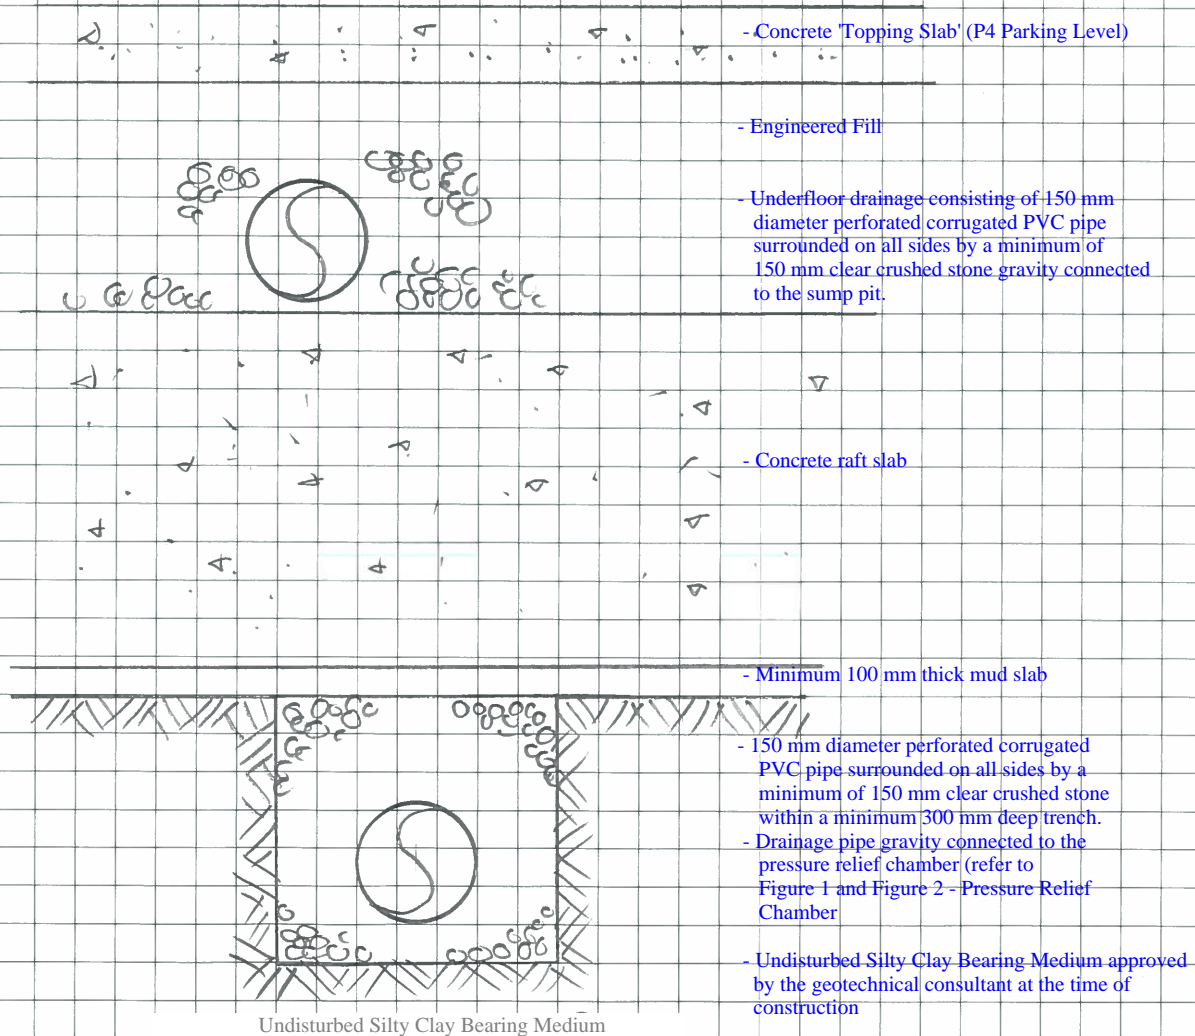 - Concrete 'Topping Slab' (P4 Parking Level)
- Engineered Fill
- Underfloor drainage consisting of 150 mm
diameter perforated corrugated PVC pipe
surrounded on all sides by a minimum of
150 mm clear crushed stone gravity connected
to the sump pit.
- Concrete raft slab
- Minimum 100 mm thick mud slab
- 150 mm diameter perforated corrugated
PVC pipe surrounded on all sides by a
minimum of 150 mm clear crushed stone
within a minimum 300 mm deep trench.
- Drainage pipe gravity connected to the
pressure relief chamber (refer to
Figure 1 and Figure 2 - Pressure Relief
Chamber
- Undisturbed Silty Clay Bearing Medium approved
by the geotechnical consultant at the time of
construction
Undisturbed Silty Clay Bearing Medium